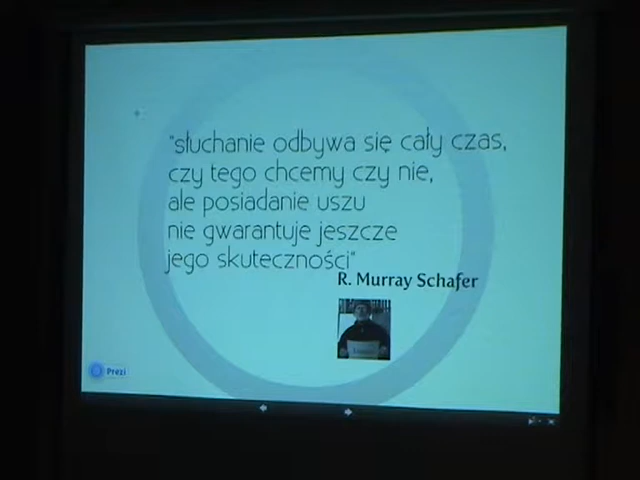 "słuchanie odbywa się cały czas,
czy tego chcemy czy nie,
ale posiadanie uszu
nie gwarantuje jeszcze
jego skuteczności"
R. Murray Schafer
Prezi